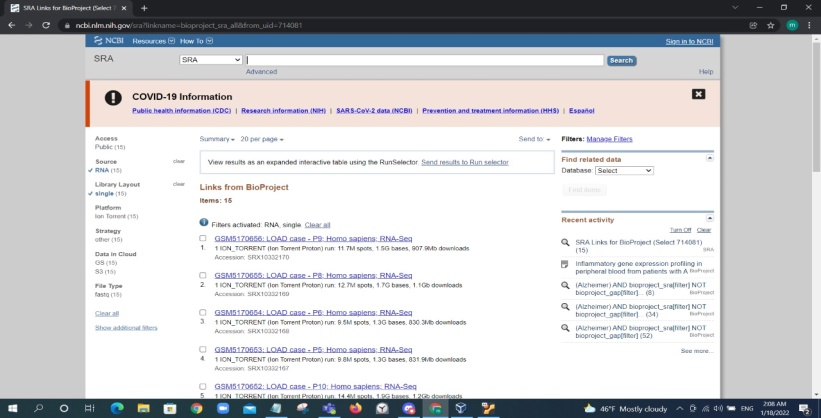 SRA Links for BioProject (Select 7
ncbi.nlm.nih.gov/sra?linkname=bioproject_sra_all&from_uid=714081
NCBI Resources How To Sign in to NCBI
SRA SRA Search
Advanced Help
COVID-19 Information
Public health information (CDC) | Research information (NIH) | SARS-CoV-2 data (NCBI) | Prevention and treatment information (HHS) | Español
Access
Public (15)
Source clear
RNA (15)
Library Layout clear
single (15)
Platform
Ion Torrent (15)
Strategy
other (15)
Data in Cloud
GS (15)
S3 (15)
File Type
fastq (15)
Clear all
Show additional filters
Summary 20 per page Send to:
View results as an expanded interactive table using the RunSelector. Send results to Run selector
Links from BioProject
Items: 15
Filters activated: RNA, single. Clear all
GSM5170656: LOAD case - P9; Homo sapiens; RNA-Seq
1. 1 ION_TORRENT (Ion Torrent Proton) run: 11.7M spots, 1.5G bases, 907.9Mb downloads
Accession: SRX10332170
GSM5170655: LOAD case - P8; Homo sapiens; RNA-Seq
2. 1 ION_TORRENT (Ion Torrent Proton) run: 12.7M spots, 1.7G bases, 1.1Gb downloads
Accession: SRX10332169
GSM5170654: LOAD case - P6; Homo sapiens; RNA-Seq
3. 1 ION_TORRENT (Ion Torrent Proton) run: 9.5M spots, 1.3G bases, 830.3Mb downloads
Accession: SRX10332168
GSM5170653: LOAD case - P5; Homo sapiens; RNA-Seq
4. 1 ION_TORRENT (Ion Torrent Proton) run: 9.8M spots, 1.3G bases, 831.9Mb downloads
Accession: SRX10332167
GSM5170652: LOAD case - P10; Homo sapiens; RNA-Seq
5. 1 ION_TORRENT (Ion Torrent Proton) run: 14.4M spots, 1.9G bases, 1.2Gb downloads
Filters: Manage Filters
Find related data
Database: Select
Find items
Recent activity
Turn Off Clear
SRA Links for BioProject (Select 714081)
(15) SRA
Inflammatory gene expression profiling in
peripheral blood from patients with A BioProject
(Alzheimer) AND bioproject_sra[filter] NOT
bioproject_gap[filter]... (8) BioProject
(Alzheimer) AND bioproject_sra[filter] NOT
bioproject_gap[filter]... (34) BioProject
(Alzheimer) AND bioproject_sra[filter] NOT
bioproject_gap[filter] (52) BioProject
See more...
46°F Mostly cloudy ENG 2:08 AM
1/18/2022